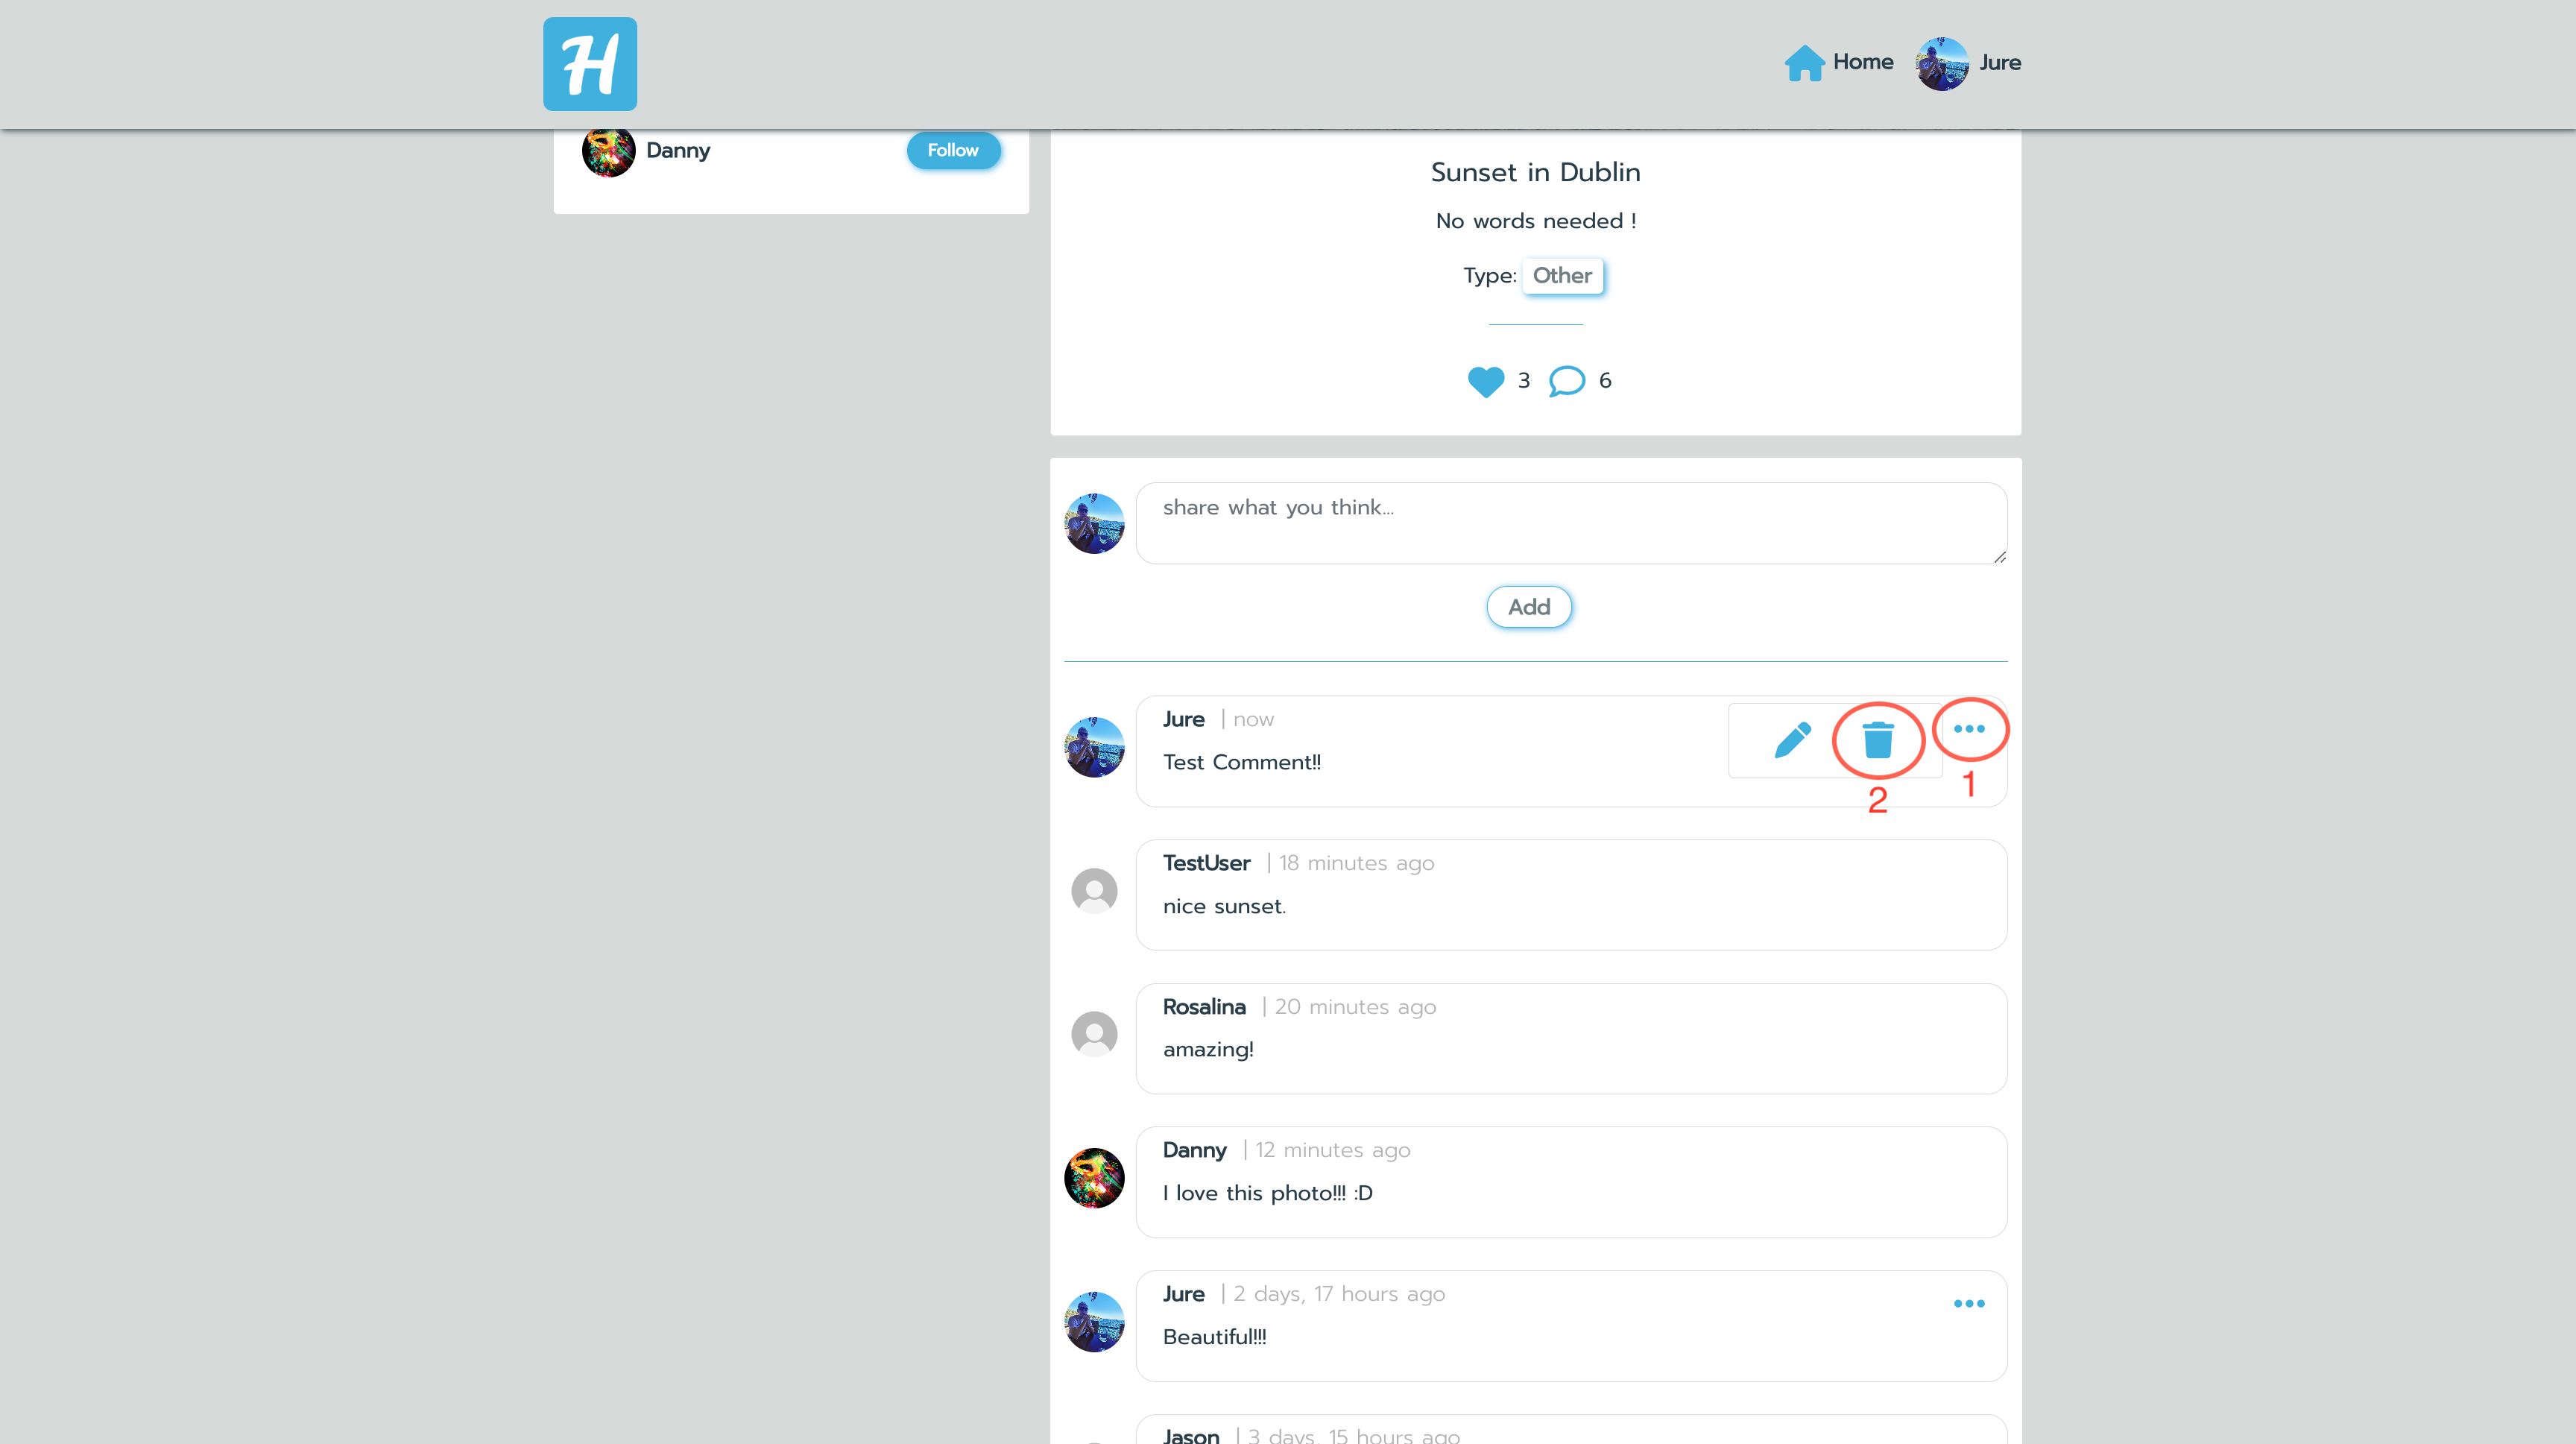 H
Home
Jure
Danny
Follow
Sunset in Dublin
No words needed !
Type: Other
3
6
share what you think...
Add
Jure | now
Test Comment!!
2
1
TestUser | 18 minutes ago
nice sunset.
Rosalina | 20 minutes ago
amazing!
Danny | 12 minutes ago
I love this photo!!! :D
Jure | 2 days, 17 hours ago
Beautiful!!!
Jason | 3 days, 15 hours ago